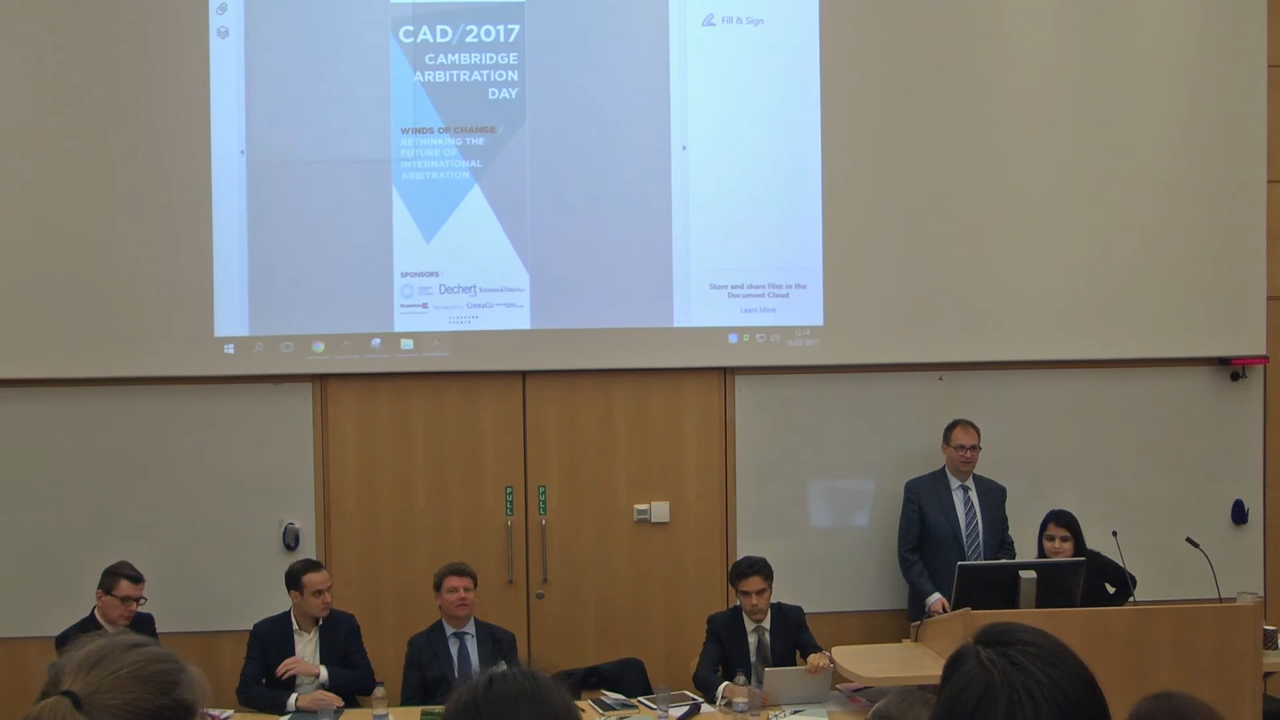 Fill & Sign
CAD/2017
CAMBRIDGE
ARBITRATION
DAY
WINDS OF CHANGE/
RETHINKING THE
FUTURE OF
INTERNATIONAL
ARBITRATION
SPONSORS /
Dechert
Store and share files in the
Document Cloud
Learn More
PULL
PULL